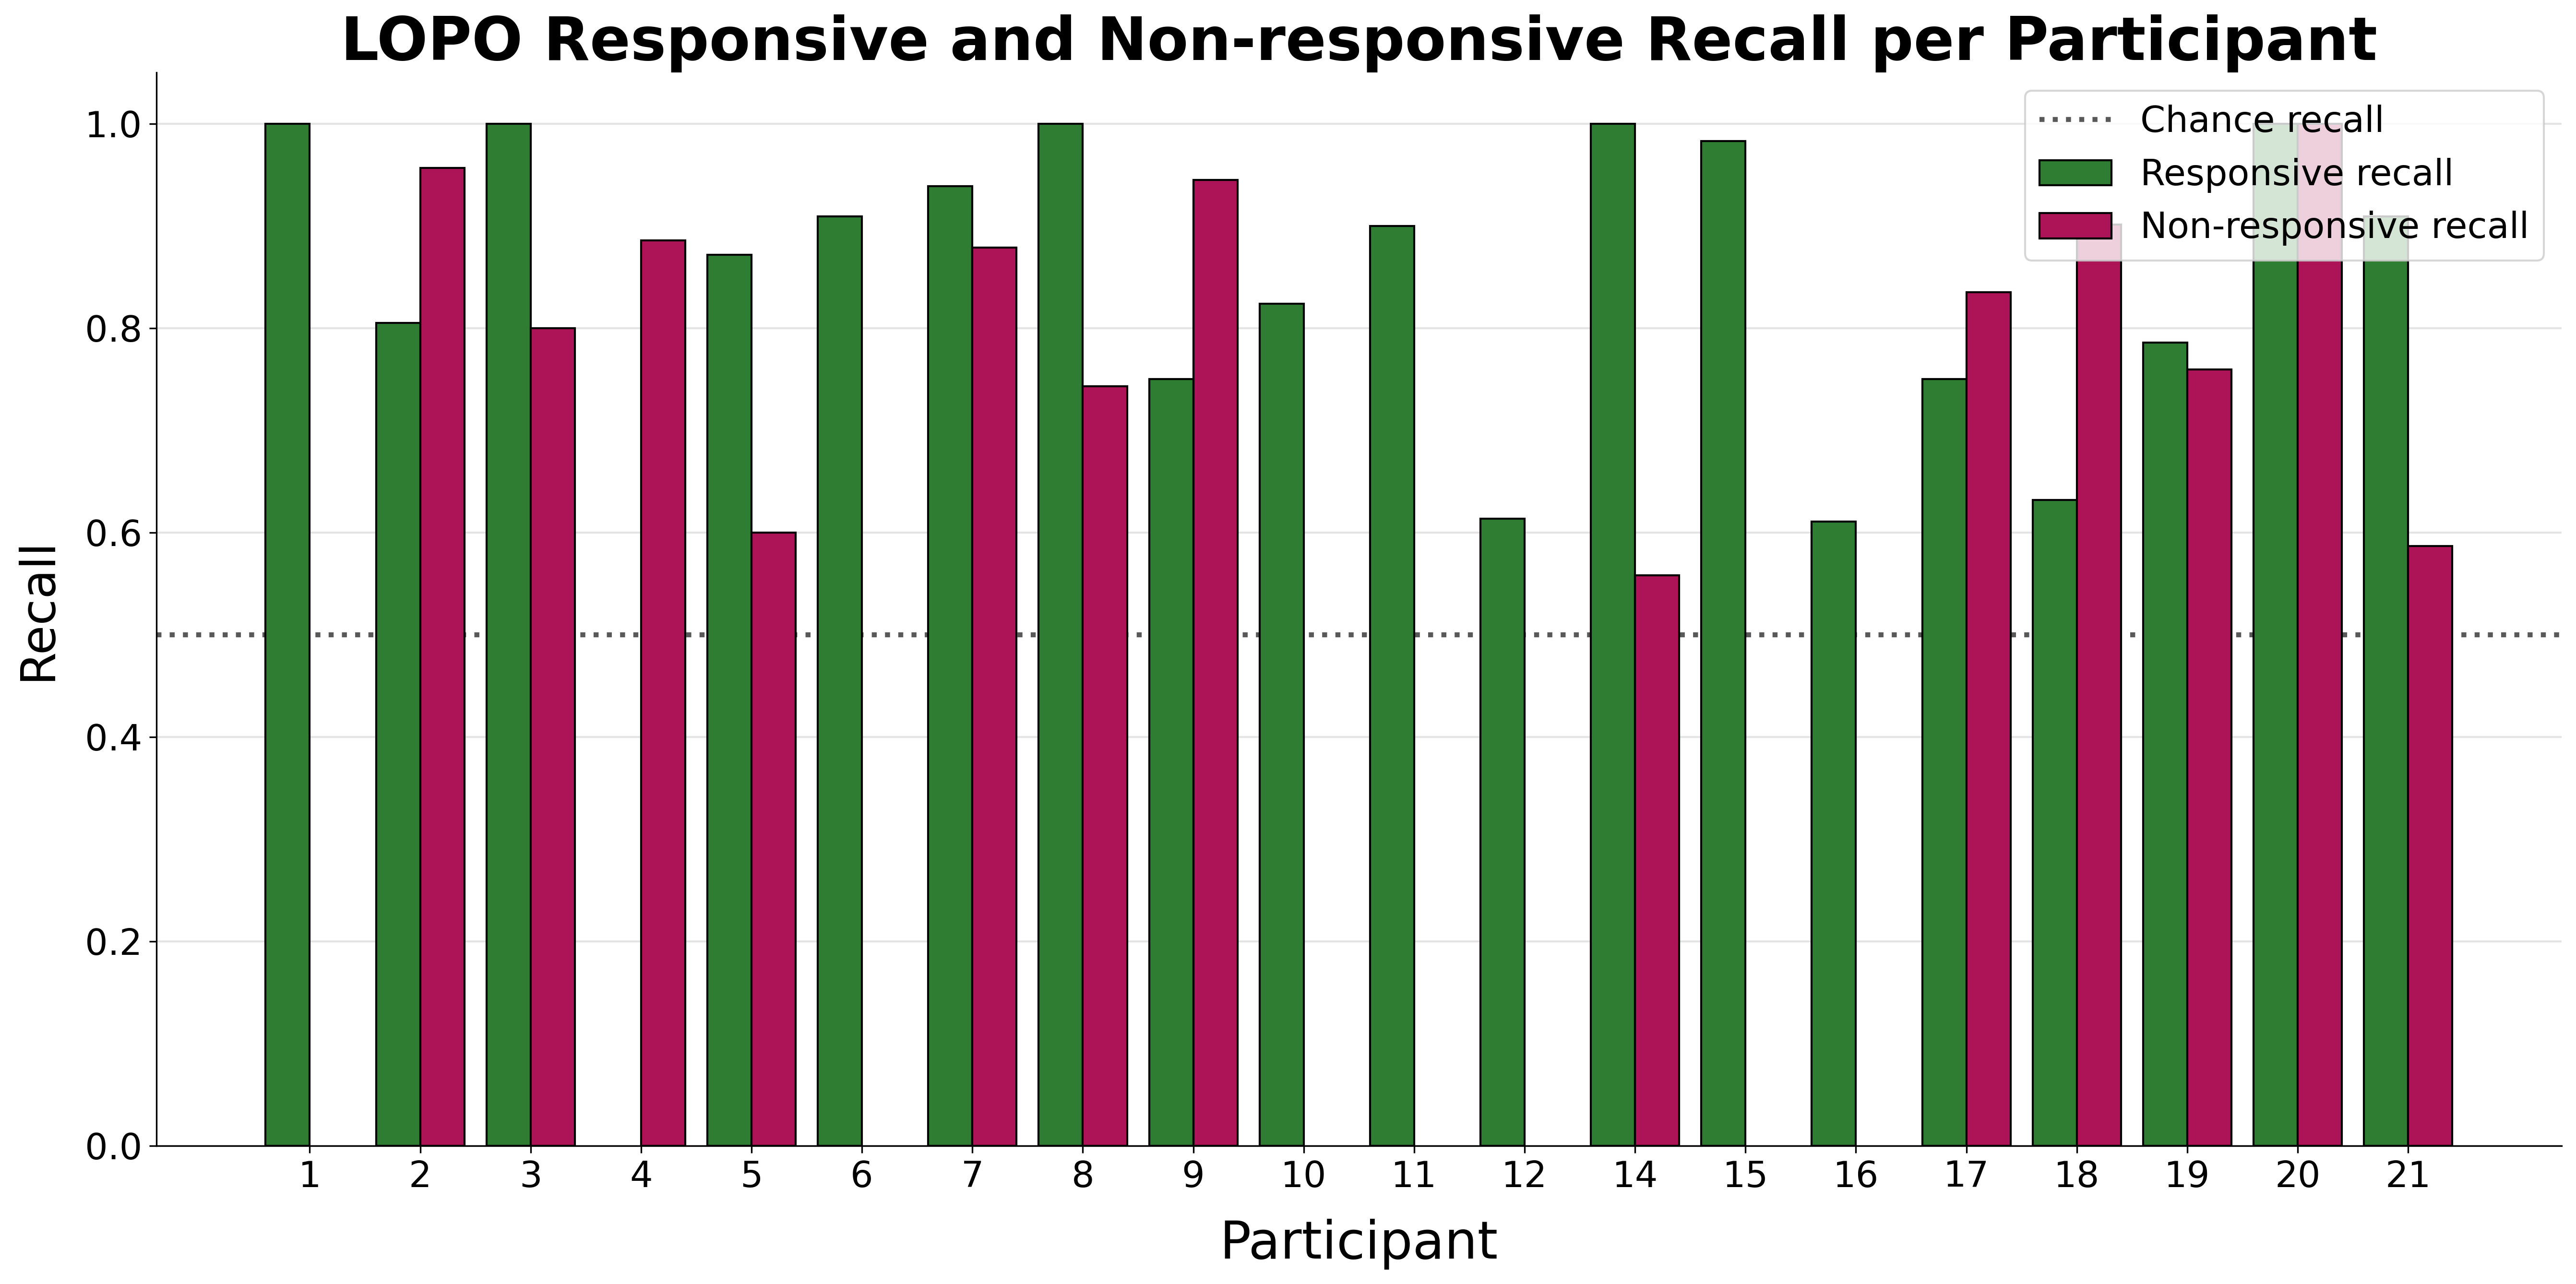 LOPO Responsive and Non-responsive Recall per Participant
Chance recall
Responsive recall
Non-responsive recall
Recall
1.0
0.8
0.6
0.4
0.2
0.0
1 2 3 4 5 6 7 8 9 10 11 12 14 15 16 17 18 19 20 21
Participant